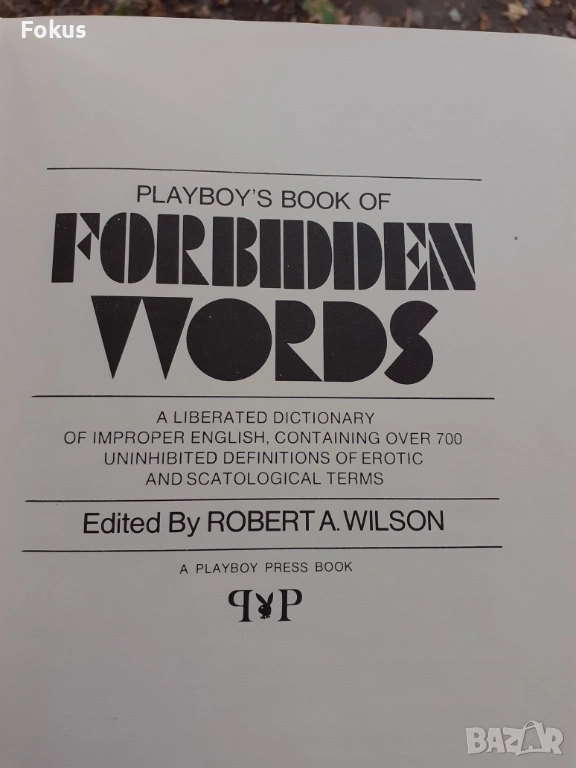 Fokus
PLAYBOY'S BOOK OF
FORBIDDEN
WORDS
A LIBERATED DICTIONARY
OF IMPROPER ENGLISH, CONTAINING OVER 700
UNINHIBITED DEFINITIONS OF EROTIC
AND SCATOLOGICAL TERMS
Edited By ROBERT A. WILSON
A PLAYBOY PRESS BOOK
P P
BAZAR